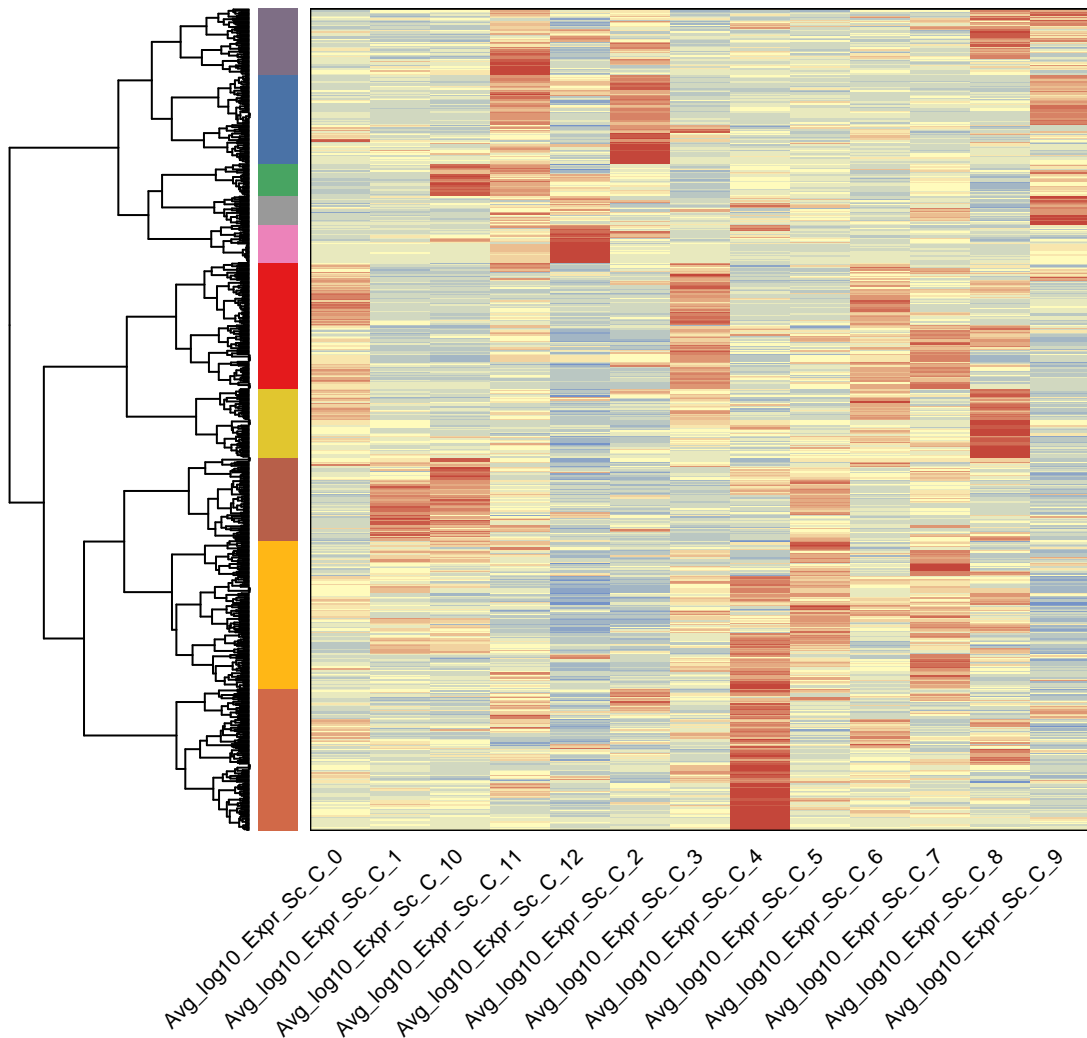 Avg_log10_Expr_Sc_C_0
Avg_log10_Expr_Sc_C_1
Avg_log10_Expr_Sc_C_10
Avg_log10_Expr_Sc_C_11
Avg_log10_Expr_Sc_C_12
Avg_log10_Expr_Sc_C_2
Avg_log10_Expr_Sc_C_3
Avg_log10_Expr_Sc_C_4
Avg_log10_Expr_Sc_C_5
Avg_log10_Expr_Sc_C_6
Avg_log10_Expr_Sc_C_7
Avg_log10_Expr_Sc_C_8
Avg_log10_Expr_Sc_C_9